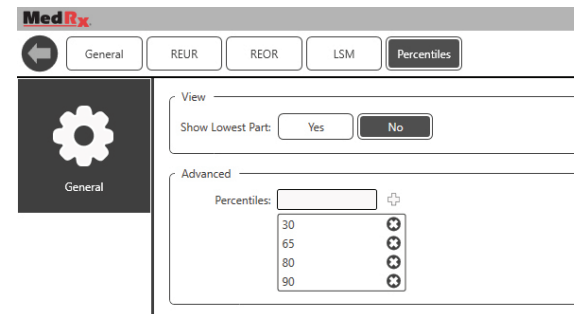 MedRx
General REUR REOR LSM Percentiles
View
Show Lowest Part: Yes No
General
Advanced
Percentiles:
30
65
80
90